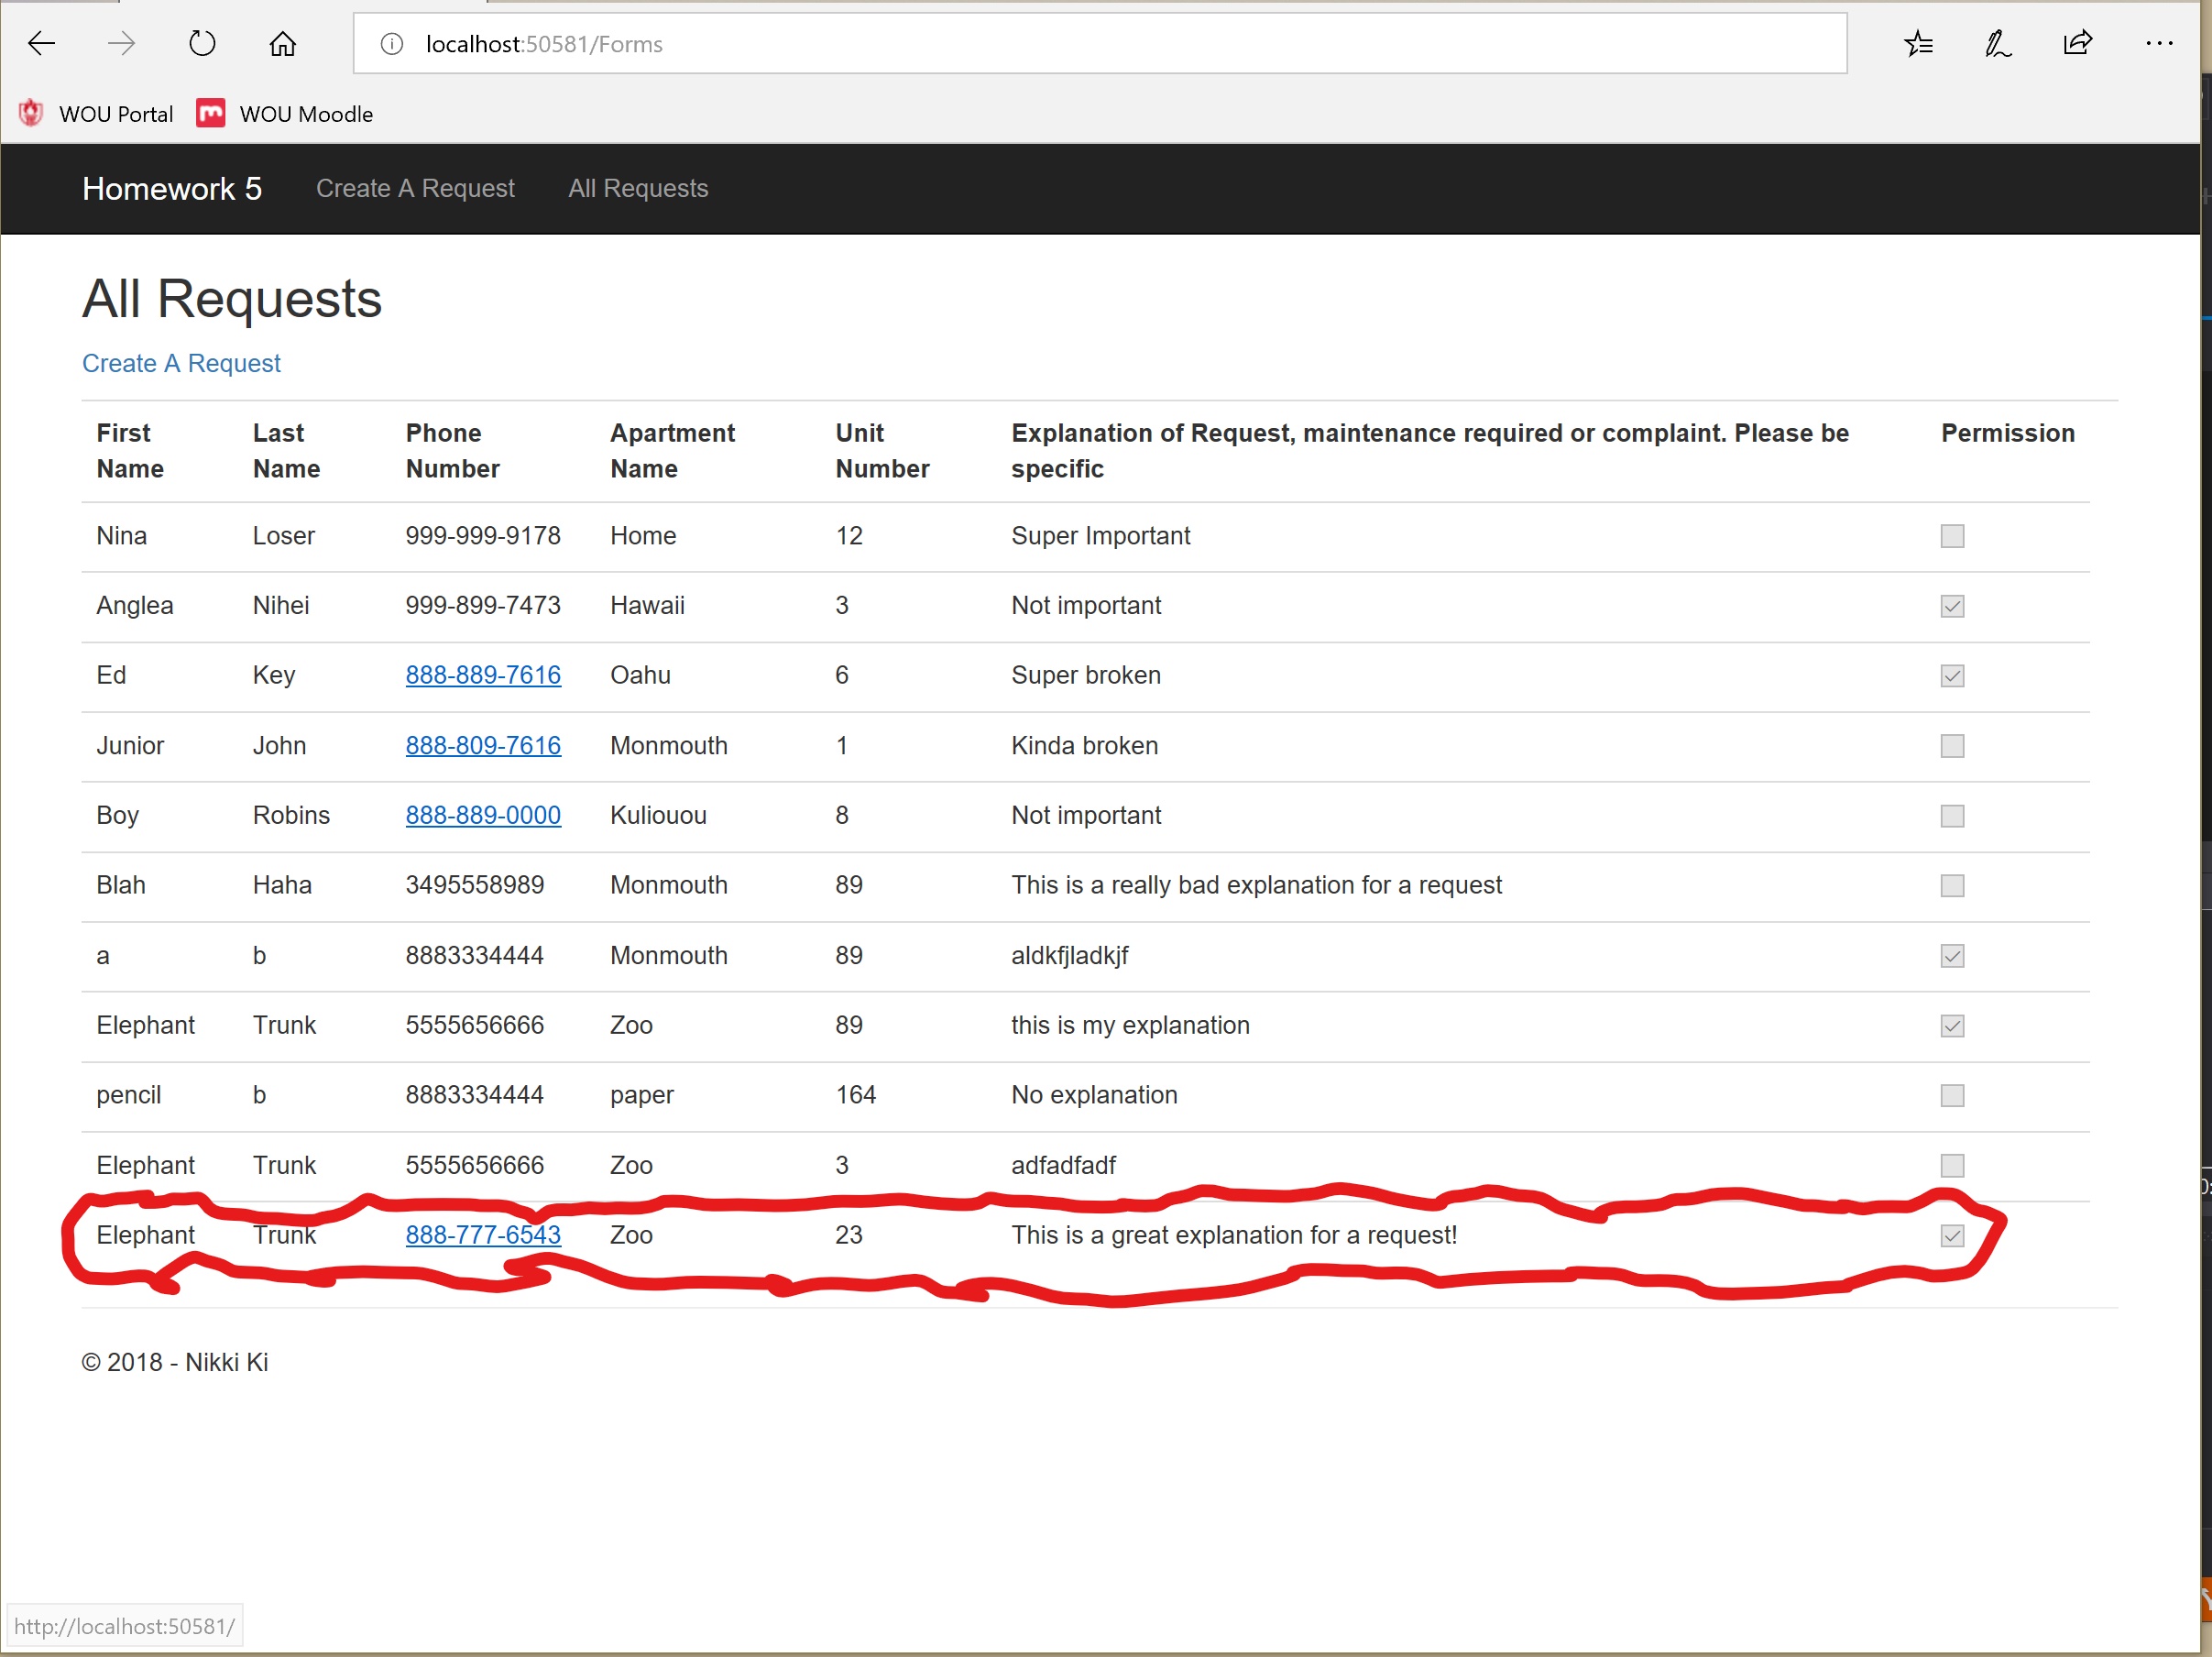 localhost:50581/Forms
WOU Portal WOU Moodle
Homework 5 Create A Request All Requests
All Requests
Create A Request
First Name Last Name Phone Number Apartment Name Unit Number Explanation of Request, maintenance required or complaint. Please be specific Permission
Nina Loser 999-999-9178 Home 12 Super Important
Anglea Nihei 999-899-7473 Hawaii 3 Not important
Ed Key 888-889-7616 Oahu 6 Super broken
Junior John 888-809-7616 Monmouth 1 Kinda broken
Boy Robins 888-889-0000 Kuliouou 8 Not important
Blah Haha 3495558989 Monmouth 89 This is a really bad explanation for a request
a b 8883334444 Monmouth 89 aldkfjladkjf
Elephant Trunk 5555656666 Zoo 89 this is my explanation
pencil b 8883334444 paper 164 No explanation
Elephant Trunk 5555656666 Zoo 3 adfadfadf
Elephant Trunk 888-777-6543 Zoo 23 This is a great explanation for a request!
© 2018 - Nikki Ki
http://localhost:50581/